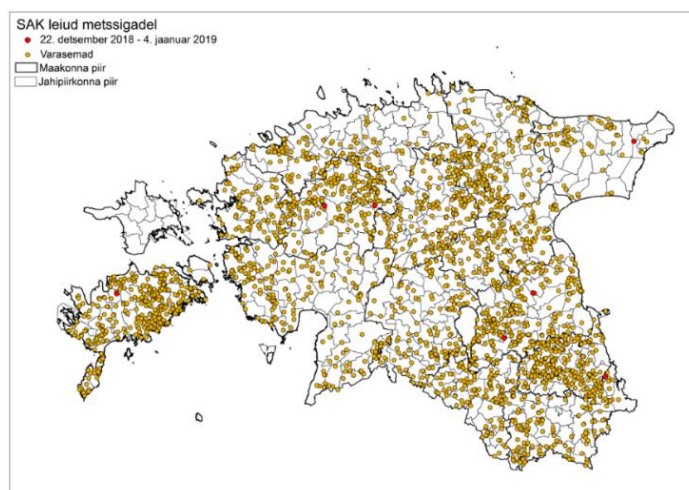 SAK leiud metssigadel
22. detsember 2018 - 4. jaanuar 2019
Varasemad
Maakonna piir
Jahipiirkonna piir